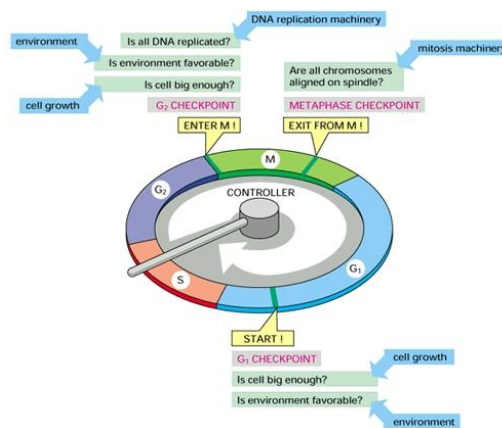 DNA replication machinery
environment
Is all DNA replicated?
mitosis machinery
Is environment favorable?
Are all chromosomes
aligned on spindle?
Is cell big enough?
cell growth
G₂ CHECKPOINT
METAPHASE CHECKPOINT
ENTER M !
EXIT FROM M !
M
G₂
CONTROLLER
S
G₁
START !
G₁ CHECKPOINT
cell growth
Is cell big enough?
Is environment favorable?
environment